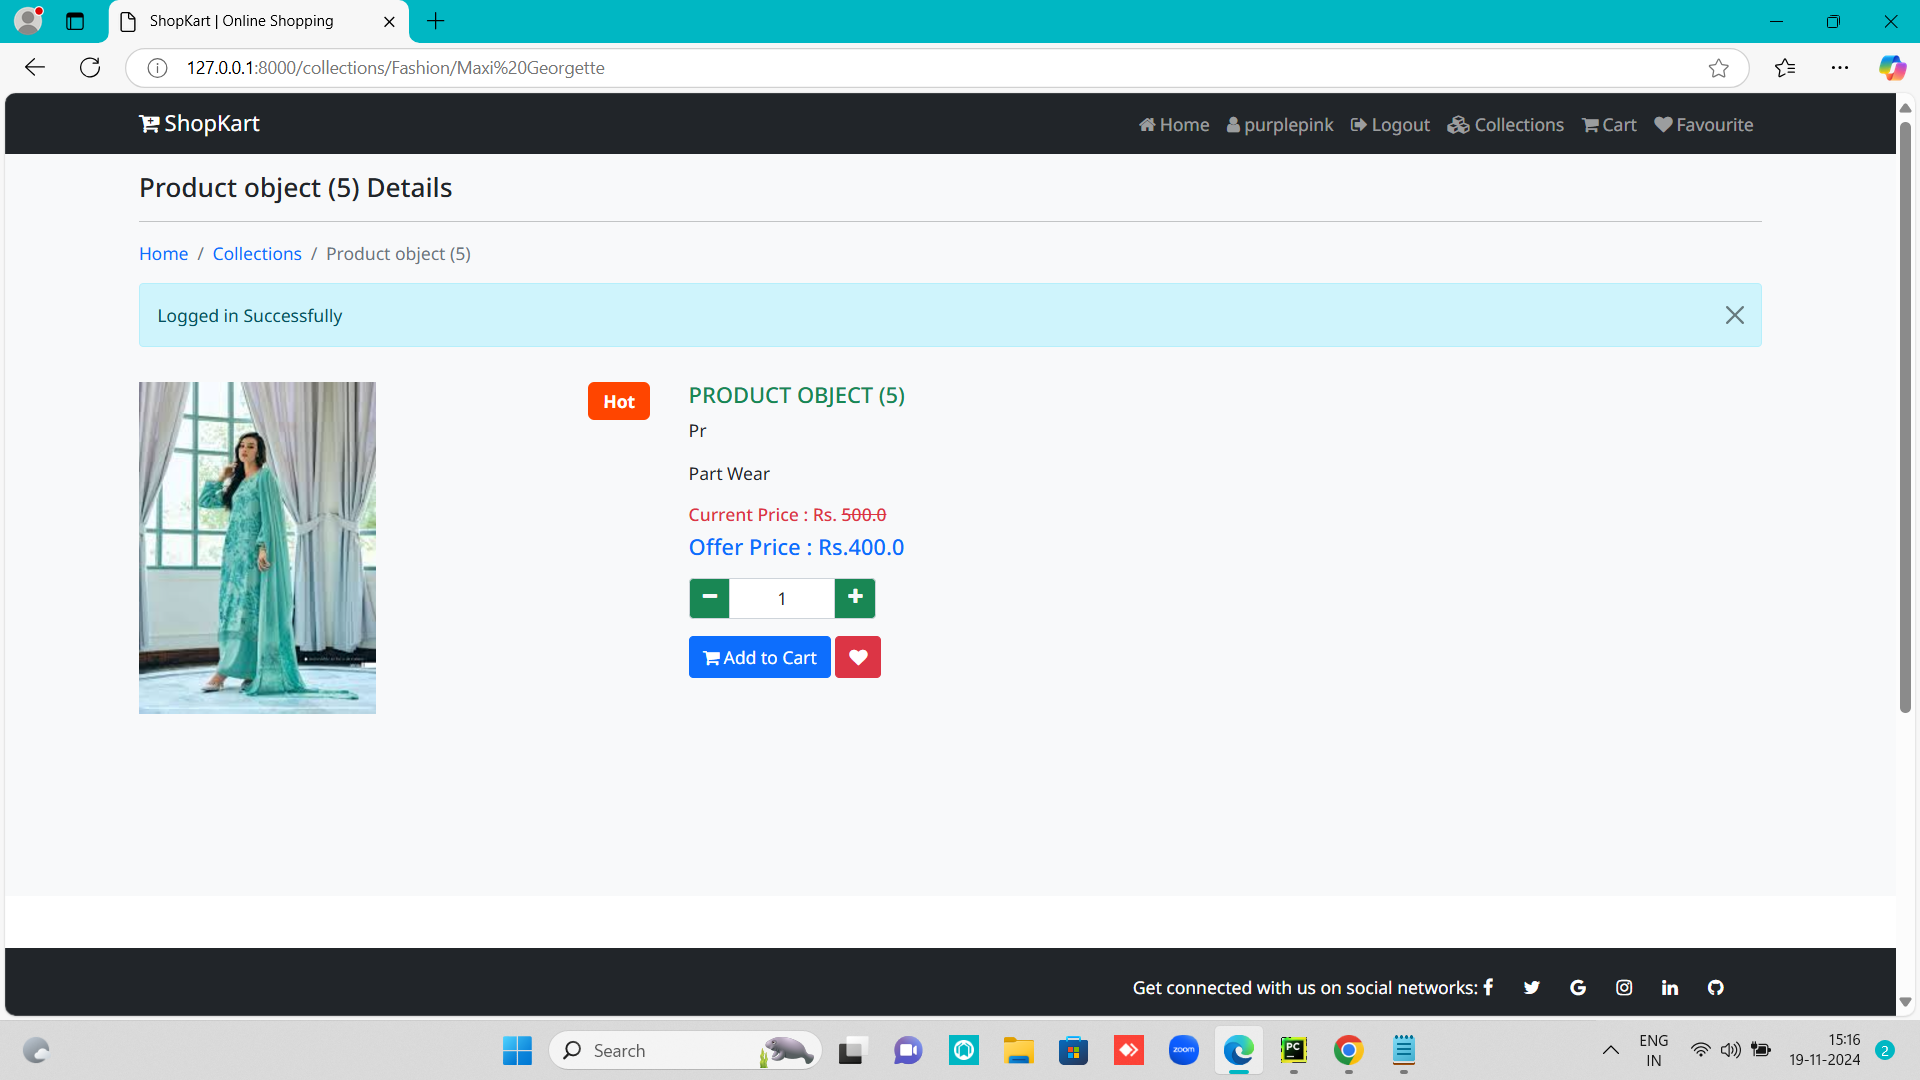 ShopKart | Online Shopping
127.0.0.1:8000/collections/Fashion/Maxi%20Georgette
ShopKart
Home purplepink Logout Collections Cart Favourite
Product object (5) Details
Home / Collections / Product object (5)
Logged in Successfully
Hot
PRODUCT OBJECT (5)
Pr
Part Wear
Current Price : Rs. 500.0
Offer Price : Rs.400.0
1
Add to Cart
Get connected with us on social networks:
Search
zoom
PC
ENG
IN
15:16
19-11-2024
2